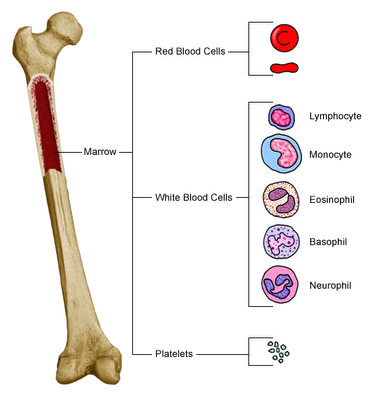 Red Blood Cells
Lymphocyte
Marrow
Monocyte
White Blood Cells
Eosinophil
Basophil
Neurophil
Platelets